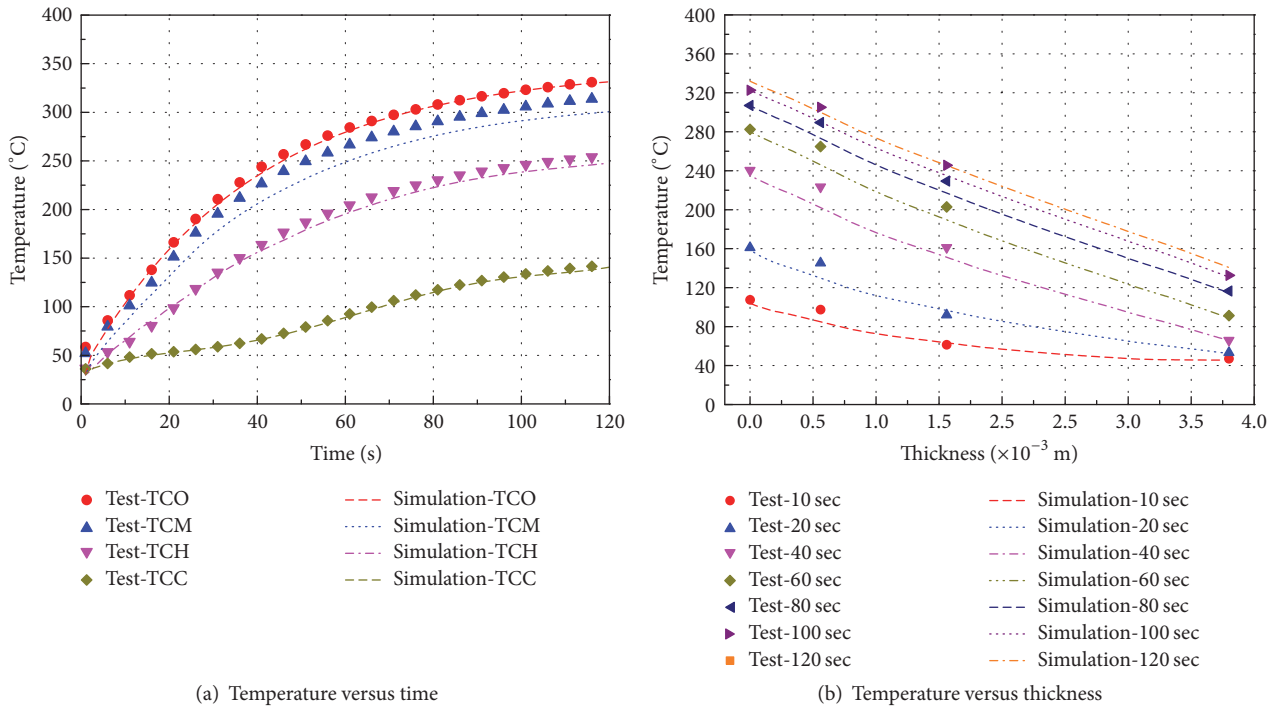 400
350
300
250
200
150
100
50
0
Temperature (°C)
0 20 40 60 80 100 120
Time (s)
Test-TCO
Test-TCM
Test-TCH
Test-TCC
Simulation-TCO
Simulation-TCM
Simulation-TCH
Simulation-TCC
(a) Temperature versus time
400
360
320
280
240
200
160
120
80
40
0
Temperature (°C)
0.0 0.5 1.0 1.5 2.5 2.5 3.0 3.5 4.0
Thickness (×10⁻³ m)
Test-10 sec
Test-20 sec
Test-40 sec
Test-60 sec
Test-80 sec
Test-100 sec
Test-120 sec
Simulation-10 sec
Simulation-20 sec
Simulation-40 sec
Simulation-60 sec
Simulation-80 sec
Simulation-100 sec
Simulation-120 sec
(b) Temperature versus thickness